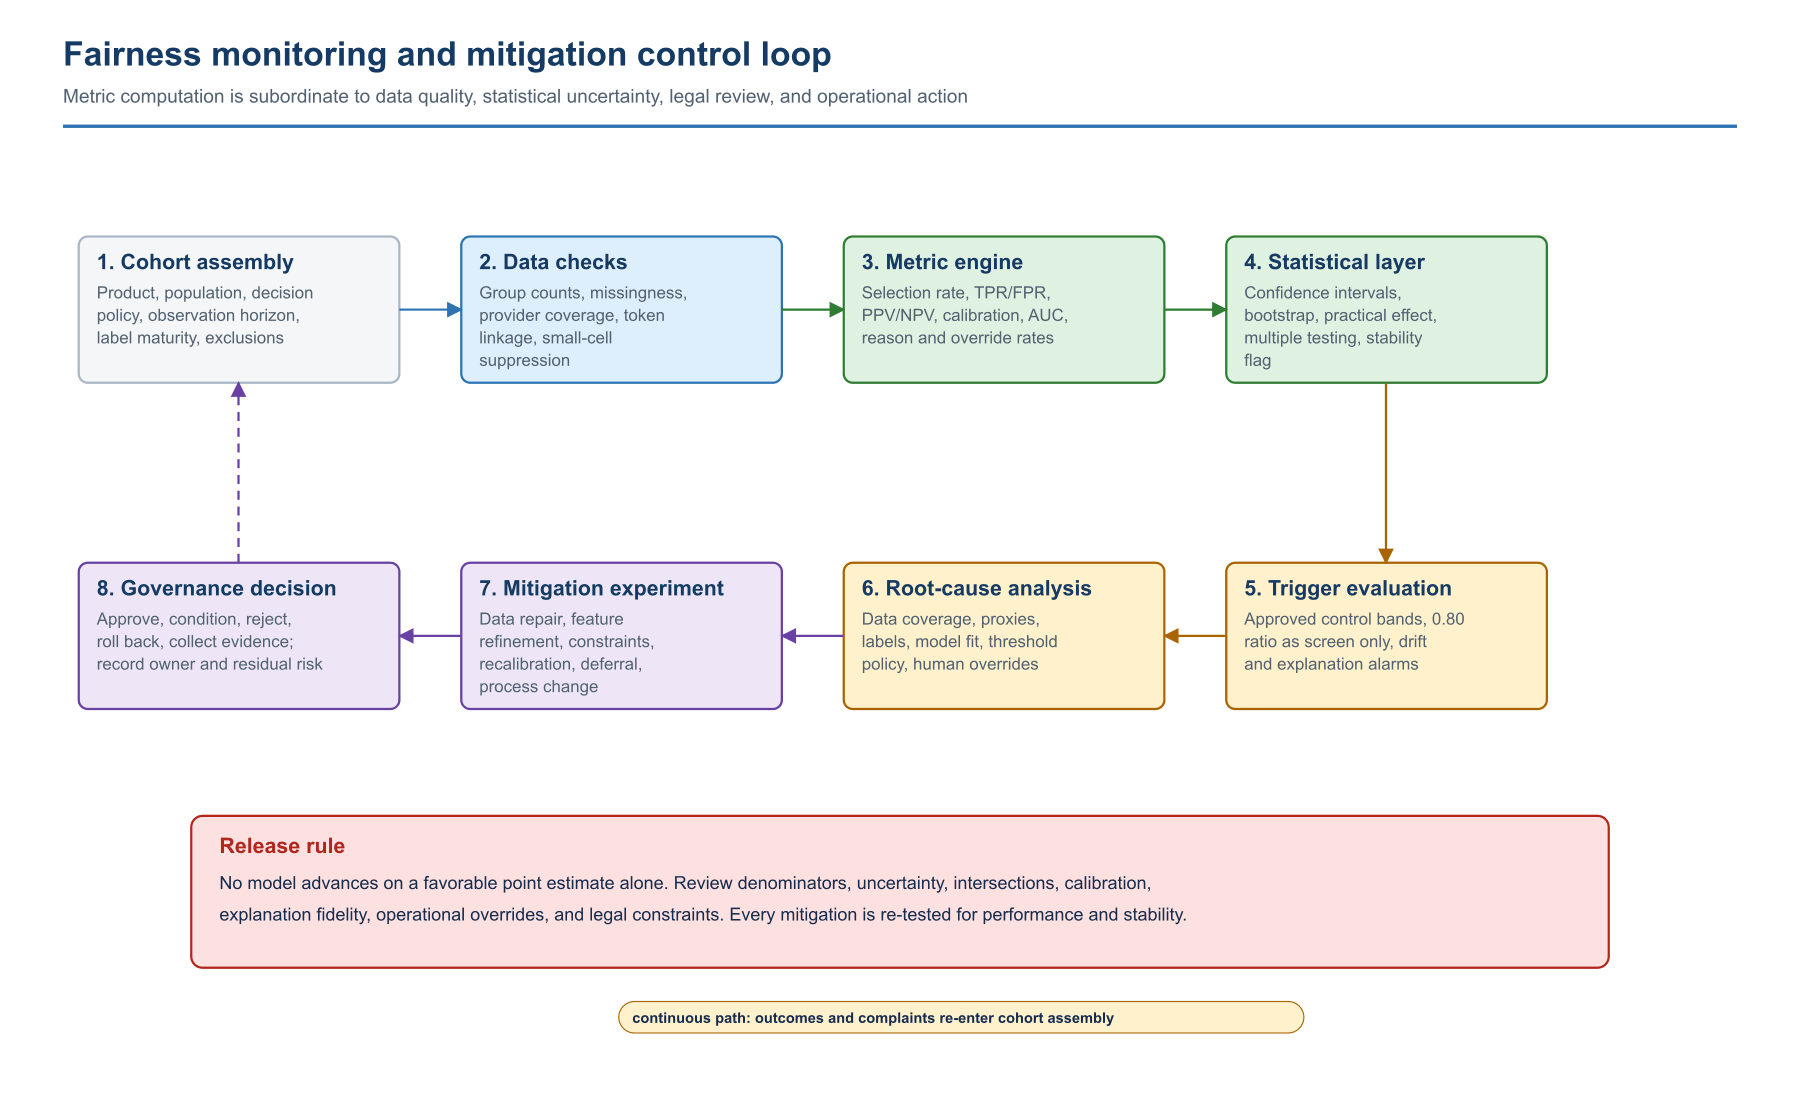 Fairness monitoring and mitigation control loop
Metric computation is subordinate to data quality, statistical uncertainty, legal review, and operational action
1. Cohort assembly
Product, population, decision
policy, observation horizon,
label maturity, exclusions
2. Data checks
Group counts, missingness,
provider coverage, token
linkage, small-cell
suppression
3. Metric engine
Selection rate, TPR/FPR,
PPV/NPV, calibration, AUC,
reason and override rates
4. Statistical layer
Confidence intervals,
bootstrap, practical effect,
multiple testing, stability
flag
8. Governance decision
Approve, condition, reject,
roll back, collect evidence;
record owner and residual risk
7. Mitigation experiment
Data repair, feature
refinement, constraints,
recalibration, deferral,
process change
6. Root-cause analysis
Data coverage, proxies,
labels, model fit, threshold
policy, human overrides
5. Trigger evaluation
Approved control bands, 0.80
ratio as screen only, drift
and explanation alarms
Release rule
No model advances on a favorable point estimate alone. Review denominators, uncertainty, intersections, calibration,
explanation fidelity, operational overrides, and legal constraints. Every mitigation is re-tested for performance and stability.
continuous path: outcomes and complaints re-enter cohort assembly